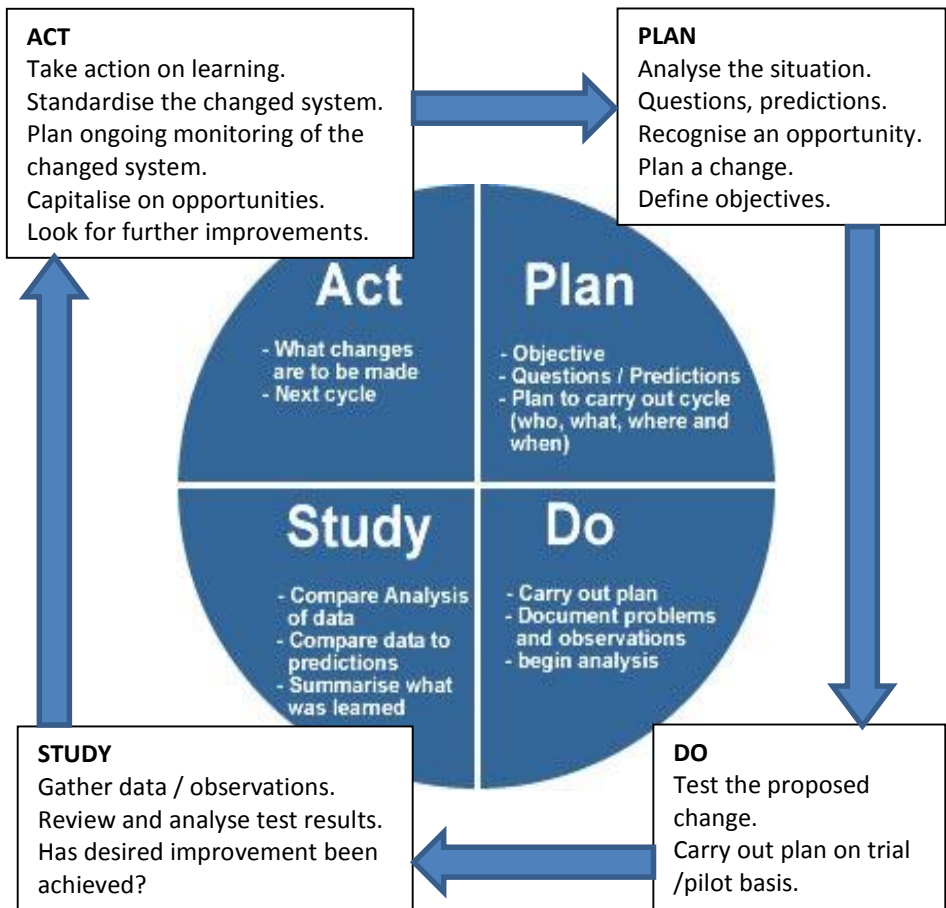 ACT
Take action on learning.
Standardise the changed system.
Plan ongoing monitoring of the
changed system.
Capitalise on opportunities.
Look for further improvements.
PLAN
Analyse the situation.
Questions, predictions.
Recognise an opportunity.
Plan a change.
Define objectives.
Act
- What changes
are to be made
- Next cycle
Plan
- Objective
- Questions / Predictions
- Plan to carry out cycle
(who, what, where and
when)
Study
- Compare Analysis
of data
- Compare data to
predictions
- Summarise what
was learned
Do
- Carry out plan
- Document problems
and observations
- begin analysis
STUDY
Gather data / observations.
Review and analyse test results.
Has desired improvement been
achieved?
DO
Test the proposed
change.
Carry out plan on trial
/pilot basis.